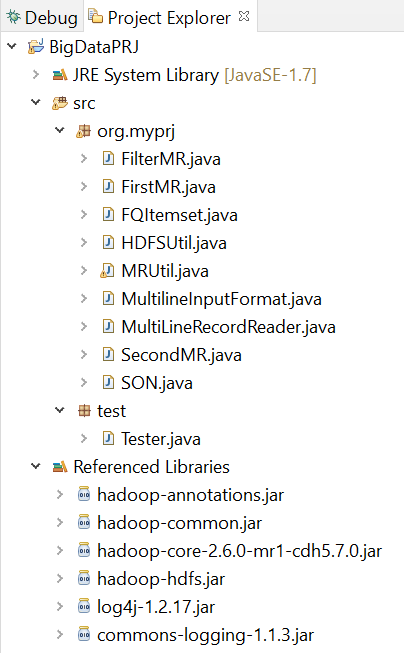 Debug Project Explorer
BigDataPRJ
JRE System Library [JavaSE-1.7]
src
org.myprj
FilterMR.java
FirstMR.java
FQItemset.java
HDFSUtil.java
MRUtil.java
MultilineInputFormat.java
MultiLineRecordReader.java
SecondMR.java
SON.java
test
Tester.java
Referenced Libraries
hadoop-annotations.jar
hadoop-common.jar
hadoop-core-2.6.0-mr1-cdh5.7.0.jar
hadoop-hdfs.jar
log4j-1.2.17.jar
commons-logging-1.1.3.jar